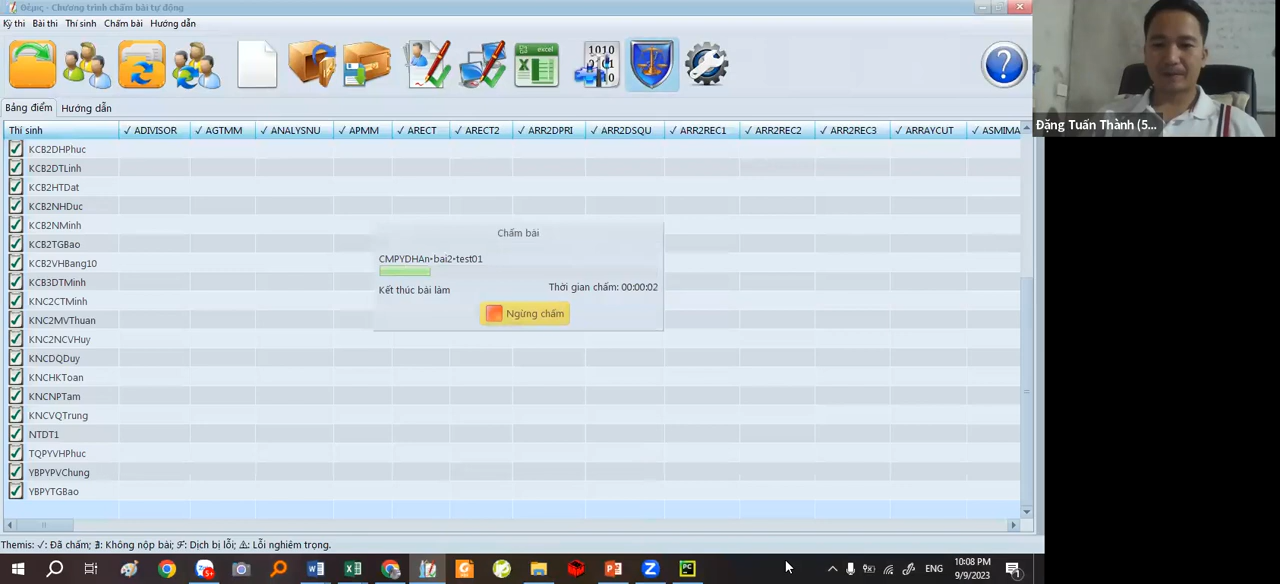 Θέμις - Chương trình chấm bài tự động
Kỳ thi Bài thi Thí sinh Chấm bài Hướng dẫn
excel
1010
Bảng điểm Hướng dẫn
Thí sinh ✓ ADIVISOR ✓ AGTMM ✓ ANALYSNU ✓ APMM ✓ ARECT ✓ ARECT2 ✓ ARR2DPRI ✓ ARR2DSQU ✓ ARR2REC1 ✓ ARR2REC2 ✓ ARR2REC3 ✓ ARRAYCUT ✓ ASMIMA
KCB2DHPhuc
KCB2DTLinh
KCB2HTDat
KCB2NHDuc
KCB2NMinh
KCB2TGBao
KCB2VHBang10
KCB3DTMinh
KNC2CTMinh
KNC2MVThuan
KNC2NCVHuy
KNCDQDuy
KNCHKToan
KNCNPTam
KNCVQTrung
NTDT1
TQPYVHPhuc
YBPYPVChung
YBPYTGBao
Chấm bài
CMPYDHAn-bai2-test01
Kết thúc bài làm
Thời gian chấm: 00:00:02
Ngừng chấm
Themis: √: Đã chấm; ∄: Không nộp bài; ℱ: Dịch bị lỗi; ⚠: Lỗi nghiêm trọng.
ENG
10:08 PM
9/9/2023
Đặng Tuấn Thành (5...